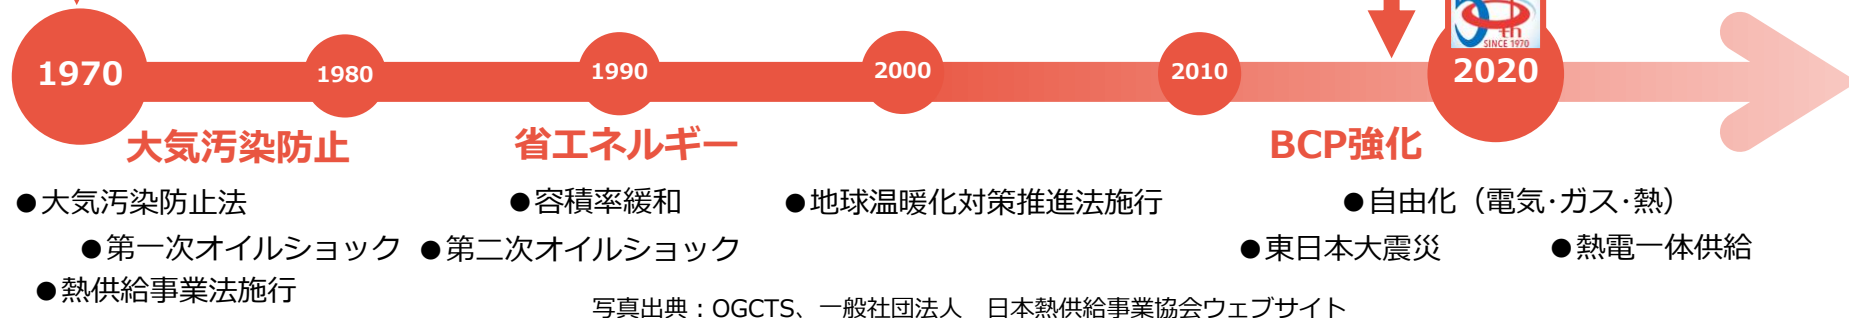 th
SINCE 1970
1970
1980
1990
2000
2010
2020
大気汚染防止
省エネルギー
BCP強化
●大気汚染防止法
●容積率緩和
●地球温暖化対策推進法施行
●自由化（電気･ガス･熱）
●第一次オイルショック
●第二次オイルショック
●東日本大震災
●熱電一体供給
●熱供給事業法施行
写真出典：OGCTS、一般社団法人　日本熱供給事業協会ウェブサイト